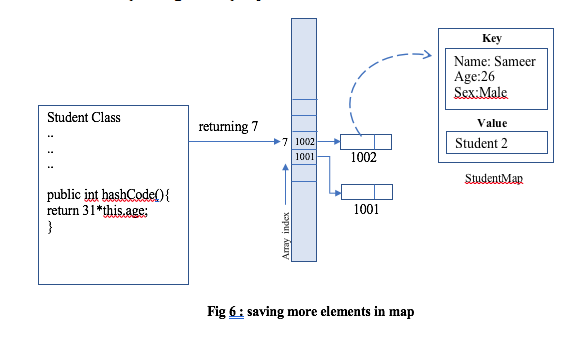 Student Class
..
..
..
public int hashCode(){
return 31*this.age;
}
returning 7
7
1002
1001
Array index
1002
1001
Key
Name: Sameer
Age:26
Sex:Male
Value
Student 2
StudentMap
Fig 6 : saving more elements in map